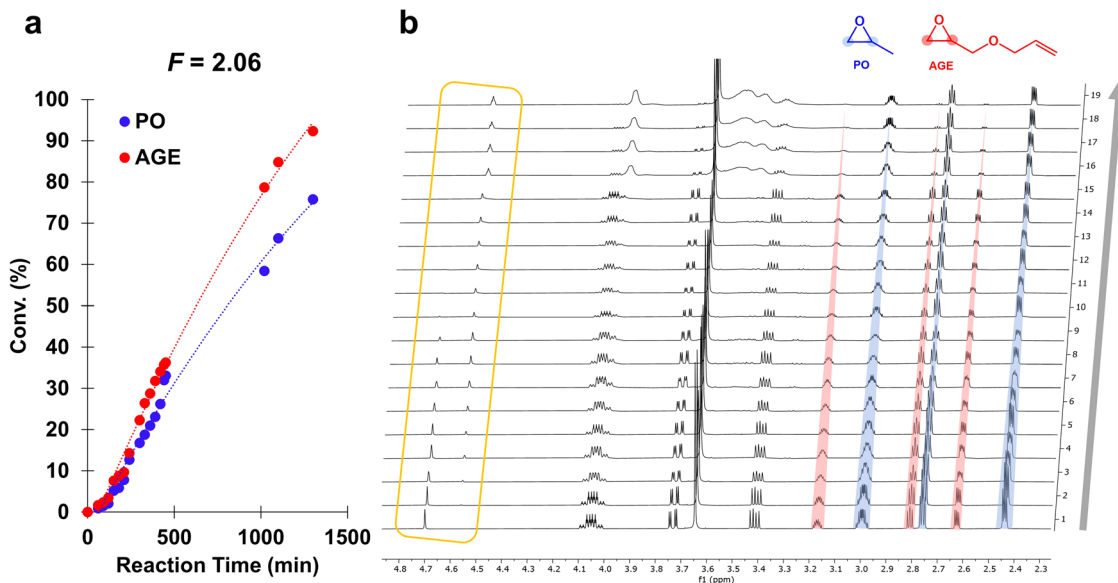 a
F = 2.06
Conv. (%)
100
90
80
70
60
50
40
30
20
10
0
PO
AGE
0
500
1000
1500
Reaction Time (min)
b
O
PO
O
O
AGE
19
18
17
16
15
14
13
12
11
10
9
8
7
6
5
4
3
2
1
4.8 4.7 4.6 4.5 4.4 4.3 4.2 4.1 4.0 3.9 3.8 3.7 3.6 3.5 3.4 3.3 3.2 3.1 3.0 2.9 2.8 2.7 2.6 2.5 2.4 2.3
f1 (ppm)